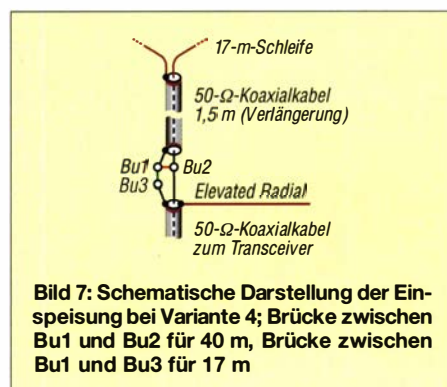 17-m-Schleife
50-Ω-Koaxialkabel
1,5 m (Verlängerung)
Bu1
Bu2
Bu3
Elevated Radial
50-Ω-Koaxialkabel
zum Transceiver
Bild 7: Schematische Darstellung der Ein-
speisung bei Variante 4; Brücke zwischen
Bu1 und Bu2 für 40 m, Brücke zwischen
Bu1 und Bu3 für 17 m